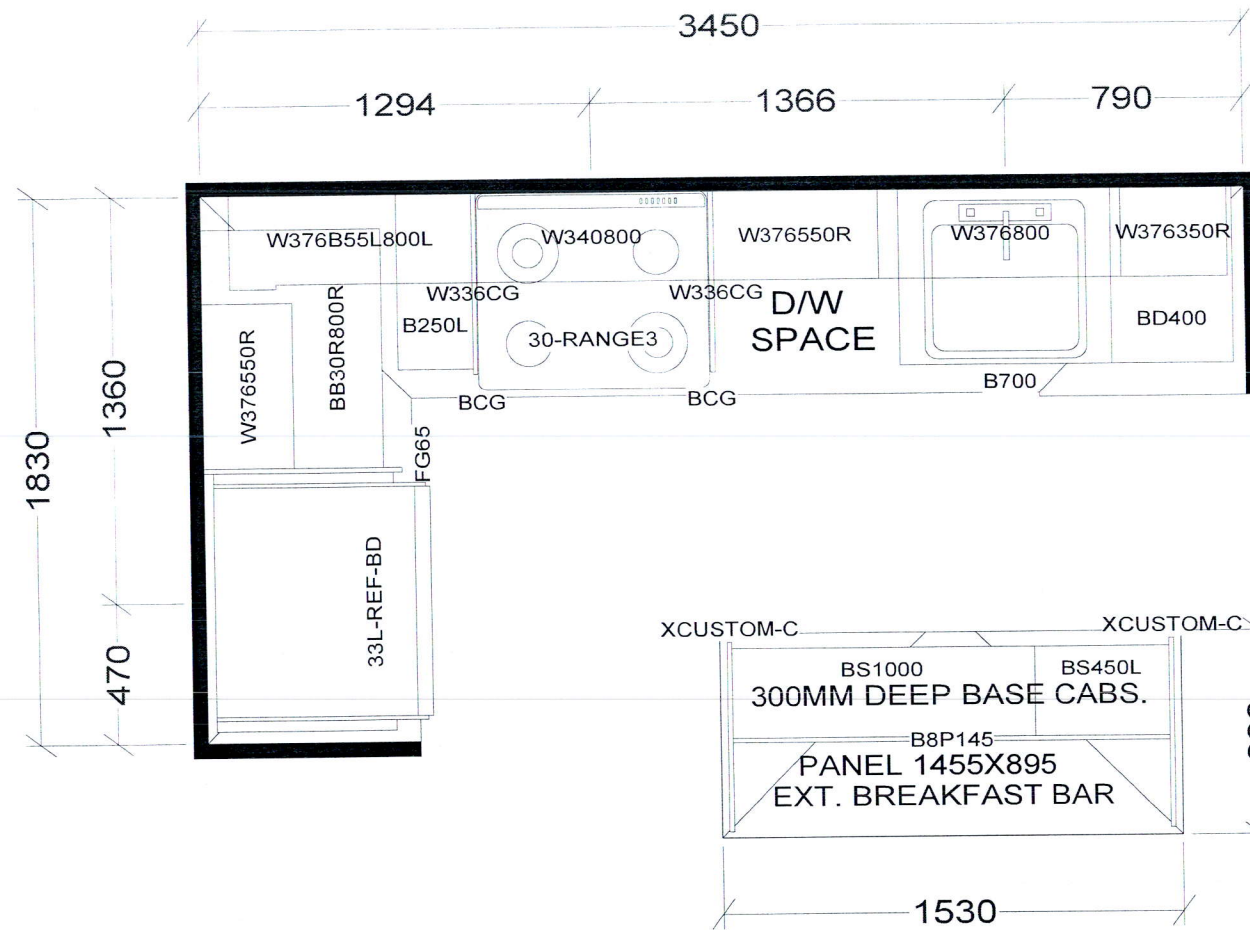 3450
1294
1366
790
W376B55L800L
W340800
W376550R
W376800
W376350R
W336CG
W336CG
B250L
30-RANGE3
D/W
SPACE
BD400
W376550R
BB30R800R
BCG
BCG
B700
FG65
1360
1830
33L-REF-BD
470
XCUSTOM-C
XCUSTOM-C
BS1000
BS450L
300MM DEEP BASE CABS.
B8P145
PANEL 1455X895
EXT. BREAKFAST BAR
1530